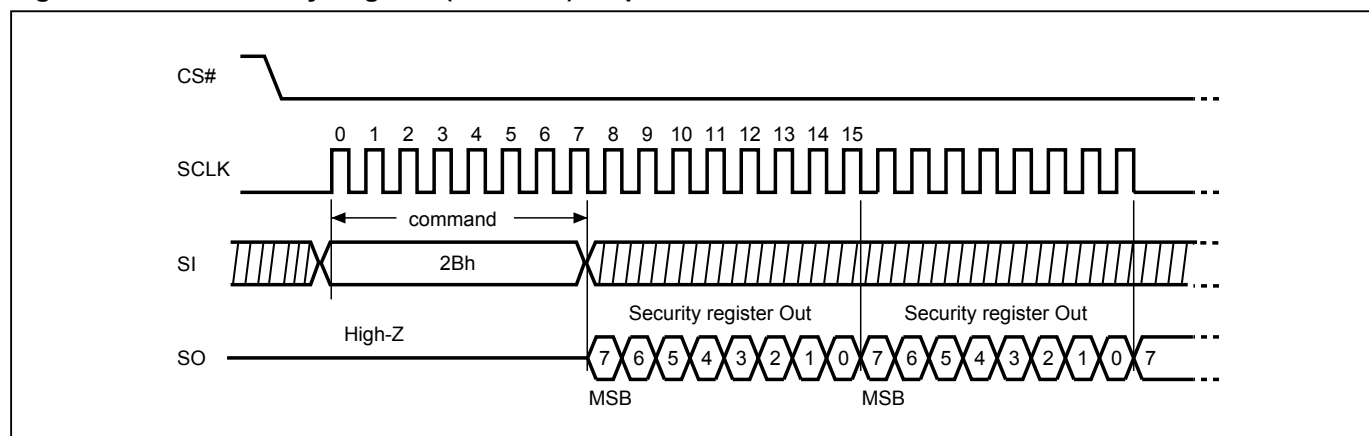 CS#
0 1 2 3 4 5 6 7 8 9 10 11 12 13 14 15
SCLK
command
SI
2Bh
Security register Out Security register Out
High-Z
SO
7 6 5 4 3 2 1 0 7 6 5 4 3 2 1 0 7
MSB MSB